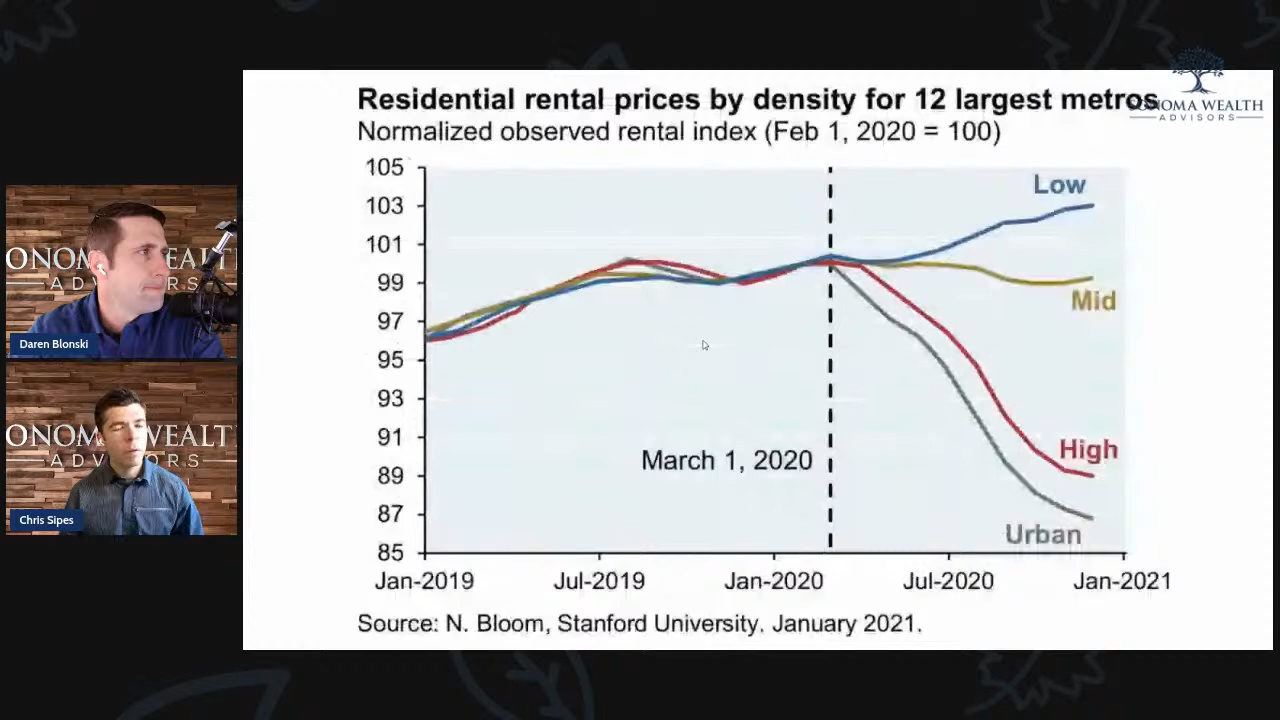 Residential rental prices by density for 12 largest metros
Normalized observed rental index (Feb 1, 2020 = 100)
SONOMA WEALTH
ADVISORS
105
103
101
99
97
95
93
91
89
87
85
Low
Mid
High
Urban
March 1, 2020
Jan-2019 Jul-2019 Jan-2020 Jul-2020 Jan-2021
Source: N. Bloom, Stanford University. January 2021.
Daren Blonski
Chris Sipes